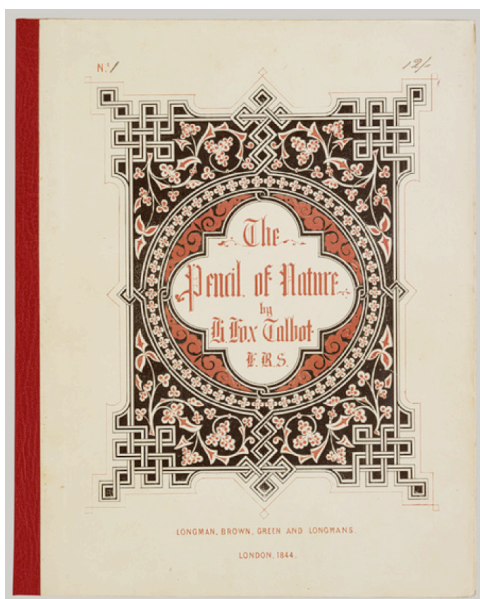 No. 1 12/-
The
Pencil of Nature
by
H Fox Talbot
F.R.S.
LONGMAN, BROWN, GREEN AND LONGMANS.
LONDON, 1844.